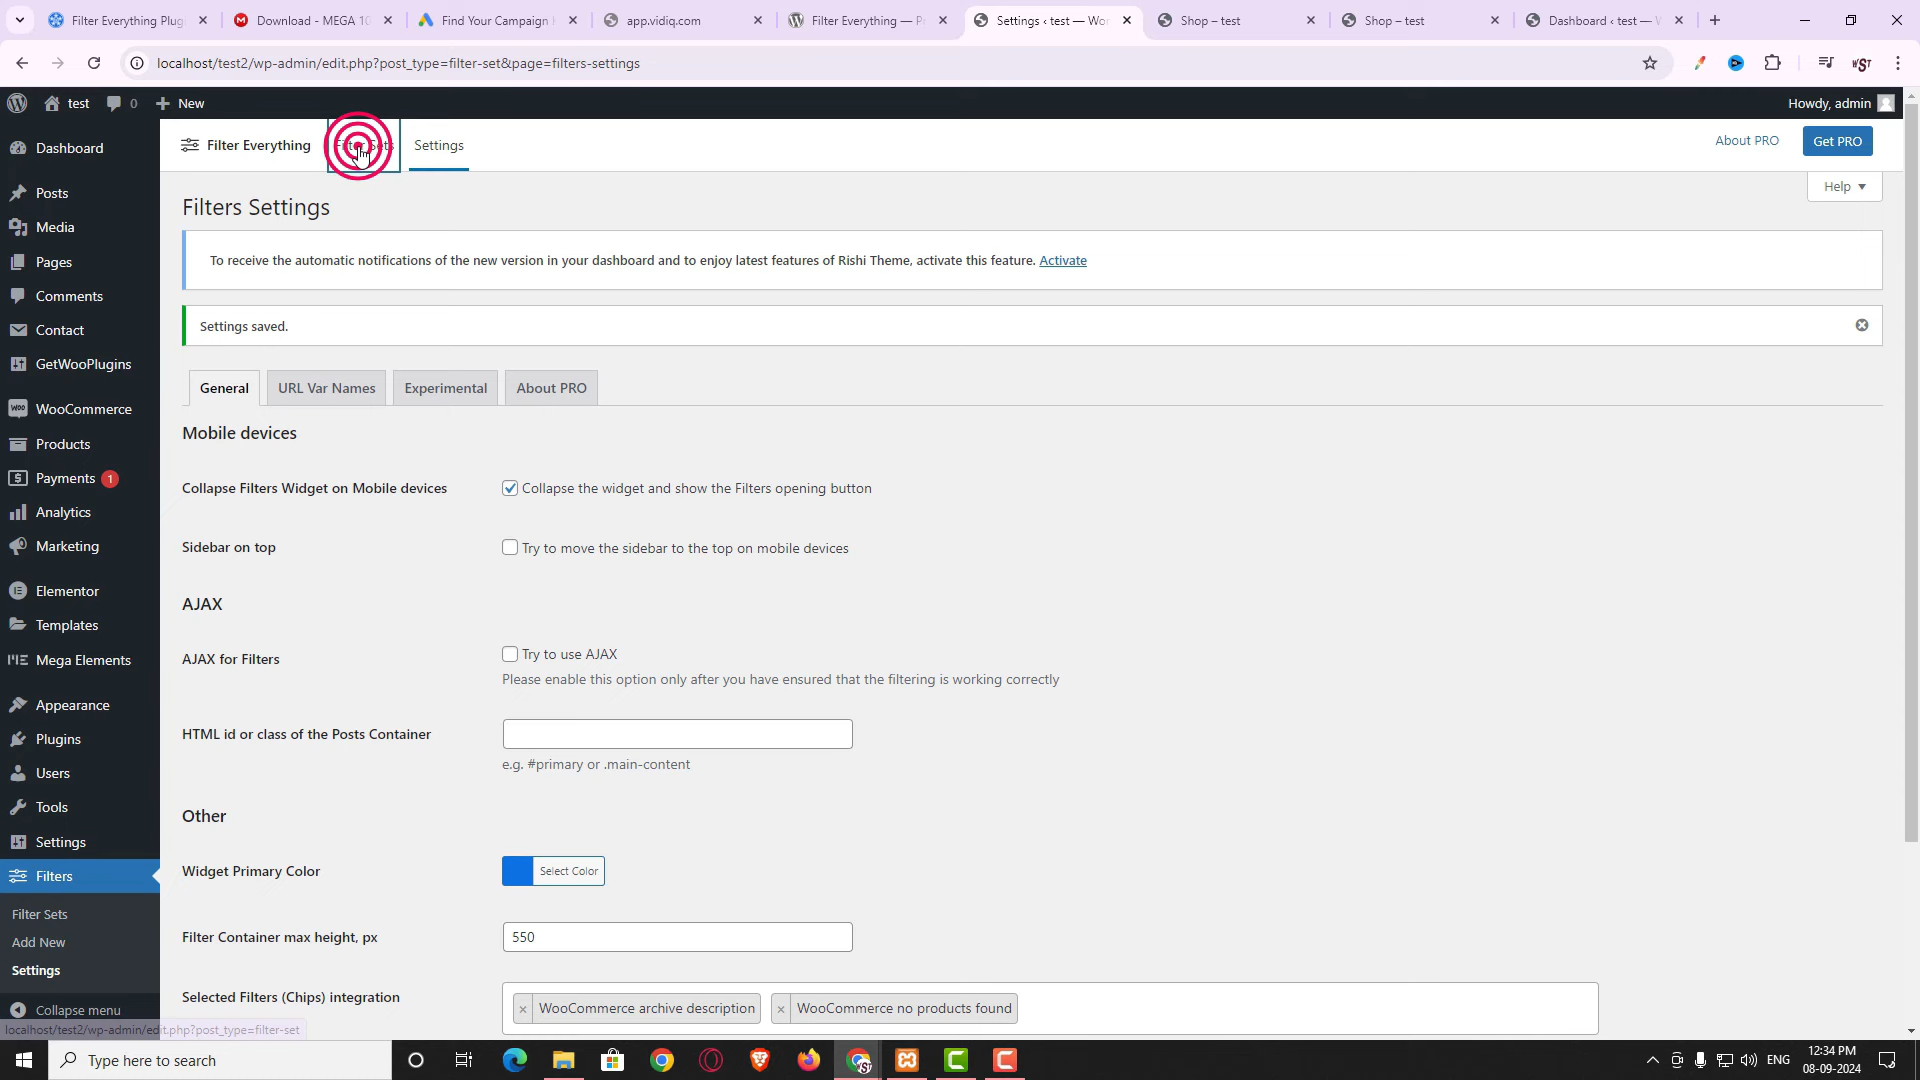 Filter Everything Plugi
Download - MEGA 10
Find Your Campaign
app.vidiq.com
Filter Everything — P
Settings ‹ test — Wor
Shop – test
Shop – test
Dashboard ‹ test — W
localhost/test2/wp-admin/edit.php?post_type=filter-set&page=filters-settings
test
0
New
Howdy, admin
Filter Everything
Filter Sets
Settings
About PRO
Get PRO
Help
Dashboard
Posts
Media
Pages
Comments
Contact
GetWooPlugins
WooCommerce
Products
Payments 1
Analytics
Marketing
Elementor
Templates
Mega Elements
Appearance
Plugins
Users
Tools
Settings
Filters
Filter Sets
Add New
Settings
Collapse menu
Filters Settings
To receive the automatic notifications of the new version in your dashboard and to enjoy latest features of Rishi Theme, activate this feature. Activate
Settings saved.
General
URL Var Names
Experimental
About PRO
Mobile devices
Collapse Filters Widget on Mobile devices
Collapse the widget and show the Filters opening button
Sidebar on top
Try to move the sidebar to the top on mobile devices
AJAX
AJAX for Filters
Try to use AJAX
Please enable this option only after you have ensured that the filtering is working correctly
HTML id or class of the Posts Container
e.g. #primary or .main-content
Other
Widget Primary Color
Select Color
Filter Container max height, px
550
Selected Filters (Chips) integration
× WooCommerce archive description
× WooCommerce no products found
localhost/test2/wp-admin/edit.php?post_type=filter-set
Type here to search
ENG
12:34 PM
08-09-2024